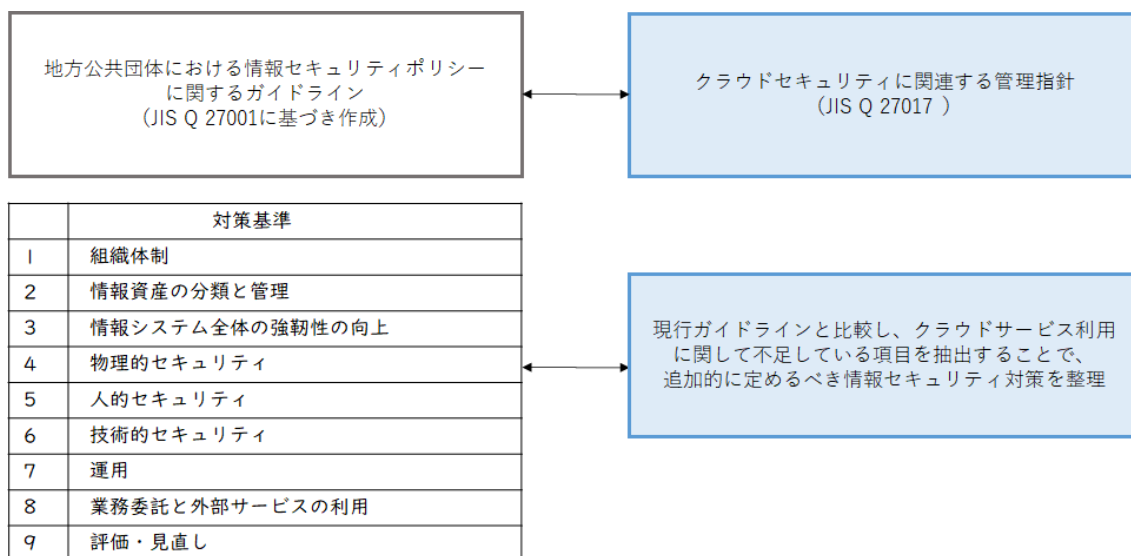 地方公共団体における情報セキュリティポリシー
に関するガイドライン
(JIS Q 27001に基づき作成)
クラウドセキュリティに関連する管理指針
(JIS Q 27017 )
対策基準
1 組織体制
2 情報資産の分類と管理
3 情報システム全体の強靭性の向上
4 物理的セキュリティ
5 人的セキュリティ
6 技術的セキュリティ
7 運用
8 業務委託と外部サービスの利用
9 評価・見直し
現行ガイドラインと比較し、クラウドサービス利用
に関して不足している項目を抽出することで、
追加的に定めるべき情報セキュリティ対策を整理